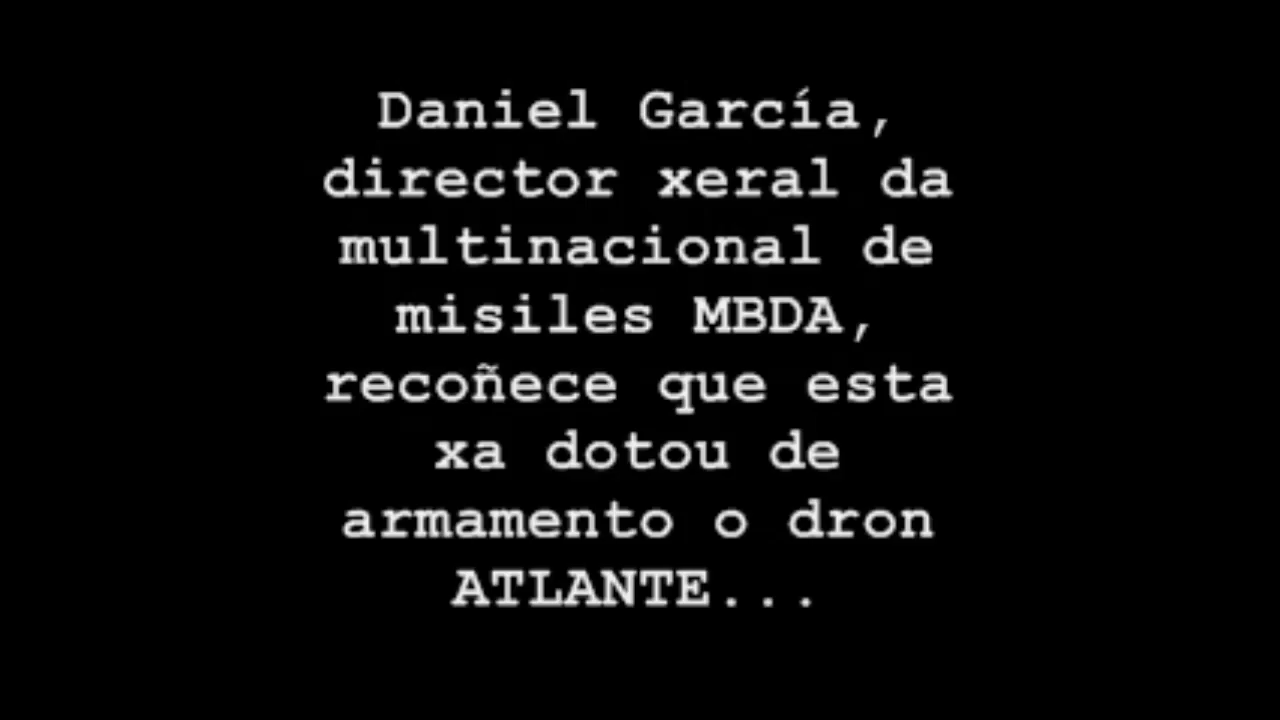 Daniel García,
director xeral da
multinacional de
misiles MBDA,
recoñece que esta
xa dotou de
armamento o dron
ATLANTE...